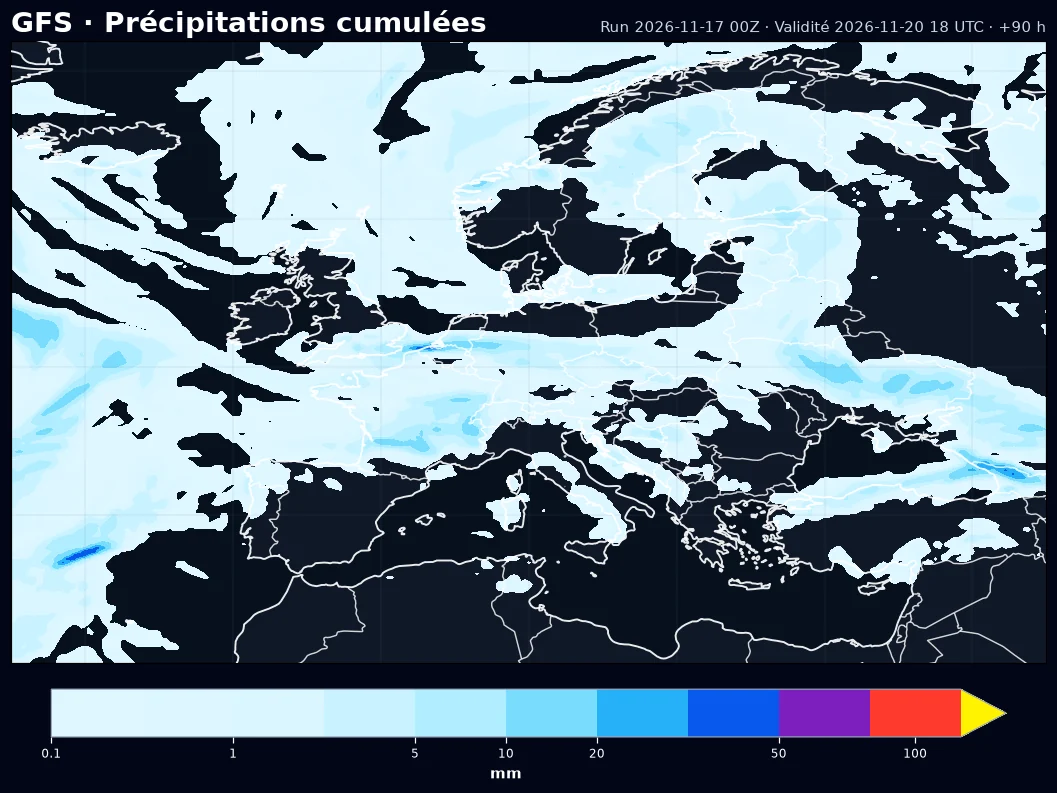 GFS · Précipitations cumulées
Run 2026-11-17 00Z · Validité 2026-11-20 18 UTC · +90 h
0.1 1 5 10 20 50 100
mm